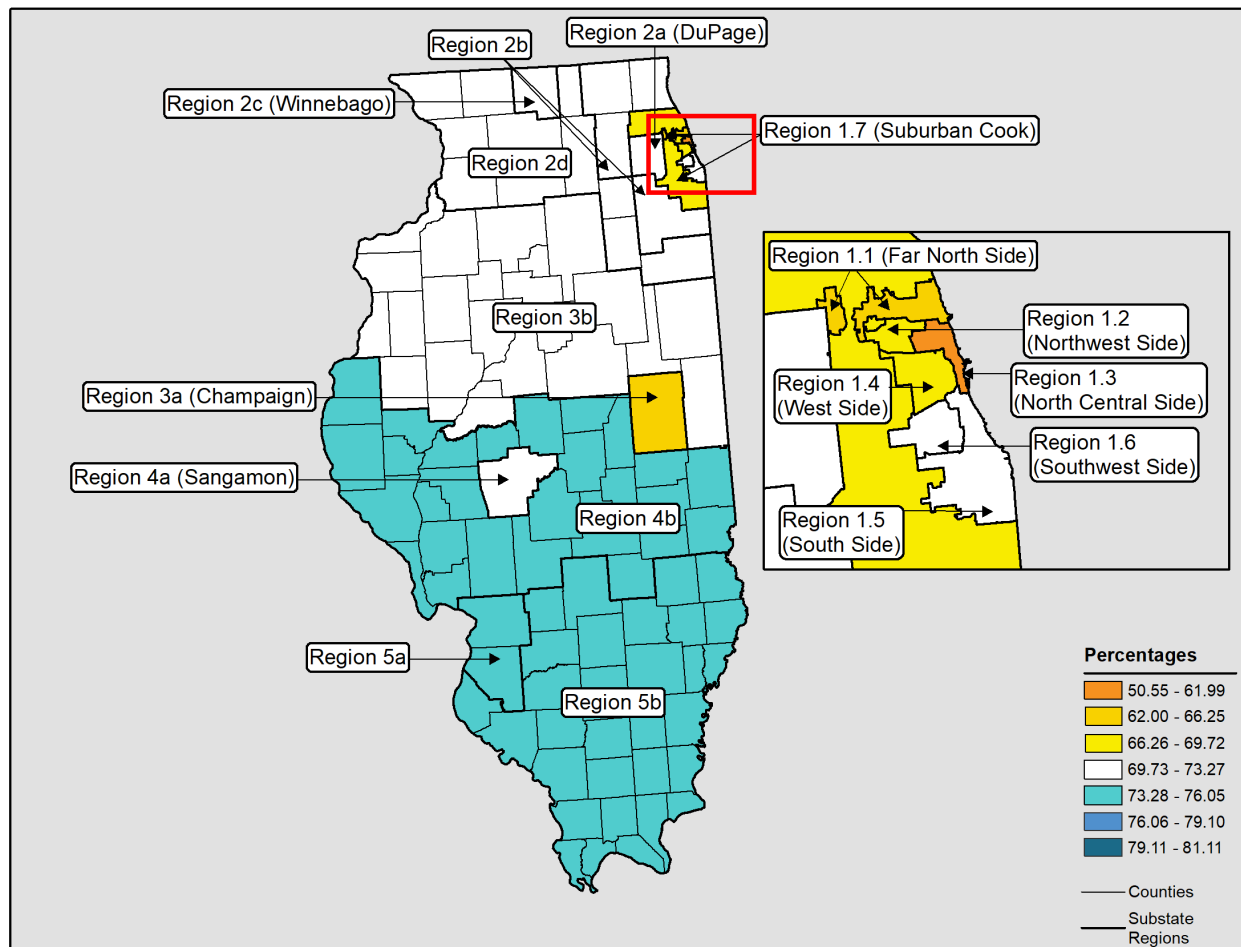 Region 2a (DuPage)
Region 2b
Region 2c (Winnebago)
Region 1.7 (Suburban Cook)
Region 2d
Region 1.1 (Far North Side)
Region 3b
Region 1.2
(Northwest Side)
Region 1.4
(West Side)
Region 1.3
(North Central Side)
Region 3a (Champaign)
Region 1.6
(Southwest Side)
Region 4a (Sangamon)
Region 4b
Region 1.5
(South Side)
Region 5a
Region 5b
Percentages
50.55 - 61.99
62.00 - 66.25
66.26 - 69.72
69.73 - 73.27
73.28 - 76.05
76.06 - 79.10
79.11 - 81.11
Counties
Substate
Regions